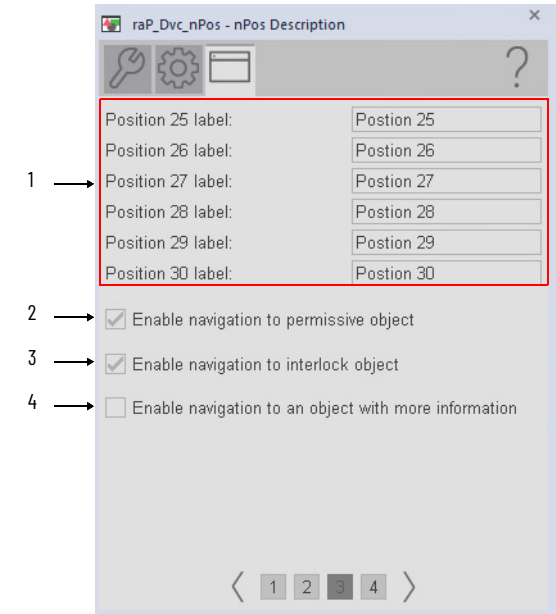 raP_Dvc_nPos - nPos Description
Position 25 label: Postion 25
Position 26 label: Postion 26
1 Position 27 label: Postion 27
Position 28 label: Postion 28
Position 29 label: Postion 29
Position 30 label: Postion 30
2 Enable navigation to permissive object
3 Enable navigation to interlock object
4 Enable navigation to an object with more information
1 2 3 4